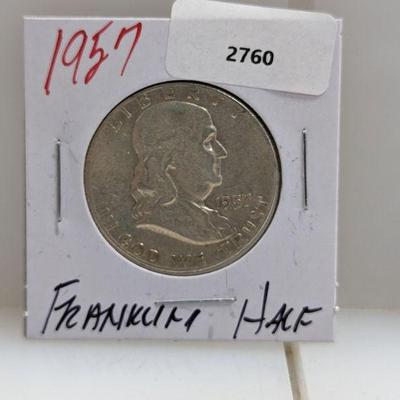 1957
2760
LIBERTY
1957
IN GOD WE TRUST
FRANKLIN HALF